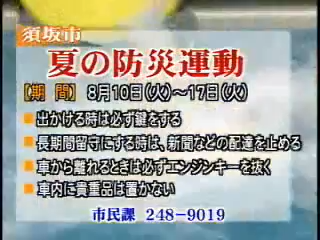 須坂市
夏の防災運動
【期　間】 8月10日(火)～17日(火)
■出かける時は必ず鍵をする
■長期間留守にする時は、新聞などの配達を止める
■車から離れるときは必ずエンジンキーを抜く
■車内に貴重品は置かない
市民課　248-9019